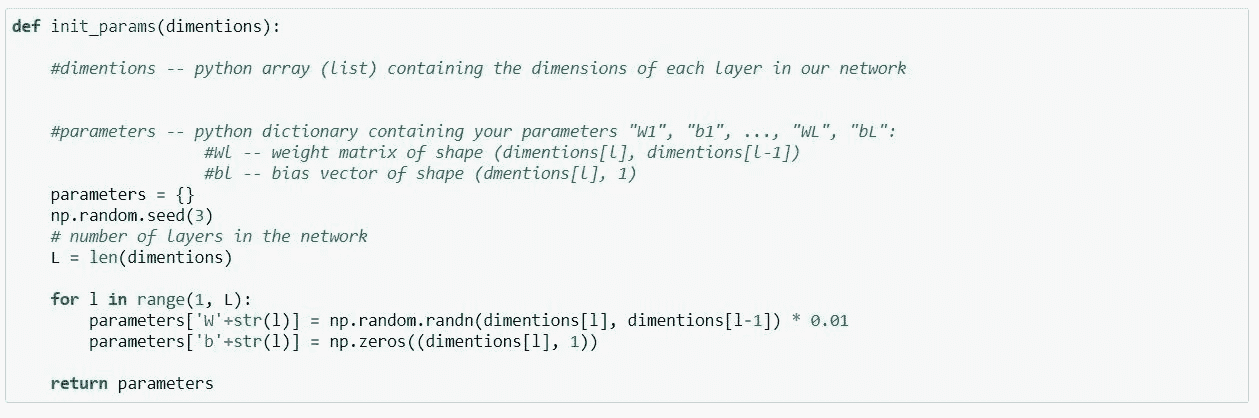 def init_params(dimentions):
#dimentions -- python array (list) containing the dimensions of each layer in our network
#parameters -- python dictionary containing your parameters "W1", "b1", ..., "WL", "bL":
#Wl -- weight matrix of shape (dimentions[l], dimentions[l-1])
#bl -- bias vector of shape (dmentions[l], 1)
parameters = {}
np.random.seed(3)
# number of layers in the network
L = len(dimentions)
for l in range(1, L):
parameters['W'+str(l)] = np.random.randn(dimentions[l], dimentions[l-1]) * 0.01
parameters['b'+str(l)] = np.zeros((dimentions[l], 1))
return parameters